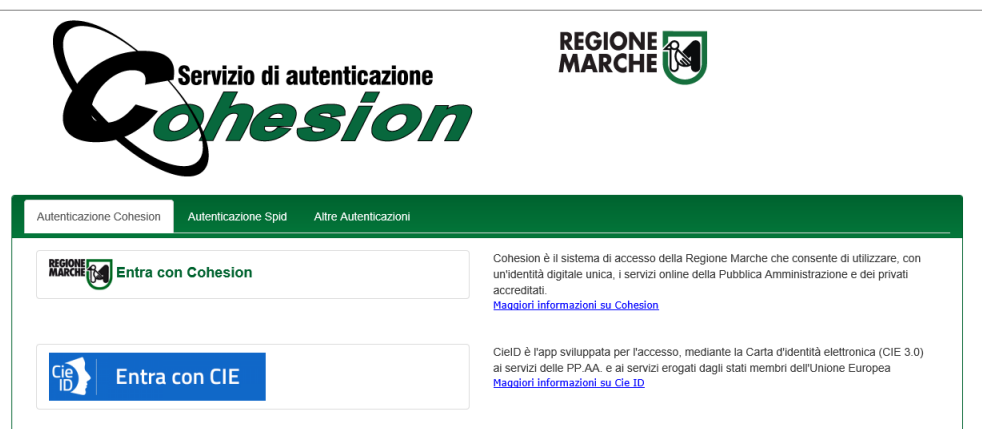 Servizio di autenticazione
Cohesion
REGIONE
MARCHE
Autenticazione Cohesion
Autenticazione Spid
Altre Autenticazioni
REGIONE
MARCHE
Entra con Cohesion
Cohesion è il sistema di accesso della Regione Marche che consente di utilizzare, con
un'identità digitale unica, i servizi online della Pubblica Amministrazione e dei privati
accreditati.
Maggiori informazioni su Cohesion
Cie
ID
Entra con CIE
CieID è l'app sviluppata per l'accesso, mediante la Carta d'identità elettronica (CIE 3.0)
ai servizi delle PP.AA. e ai servizi erogati dagli stati membri dell'Unione Europea
Maggiori informazioni su Cie ID